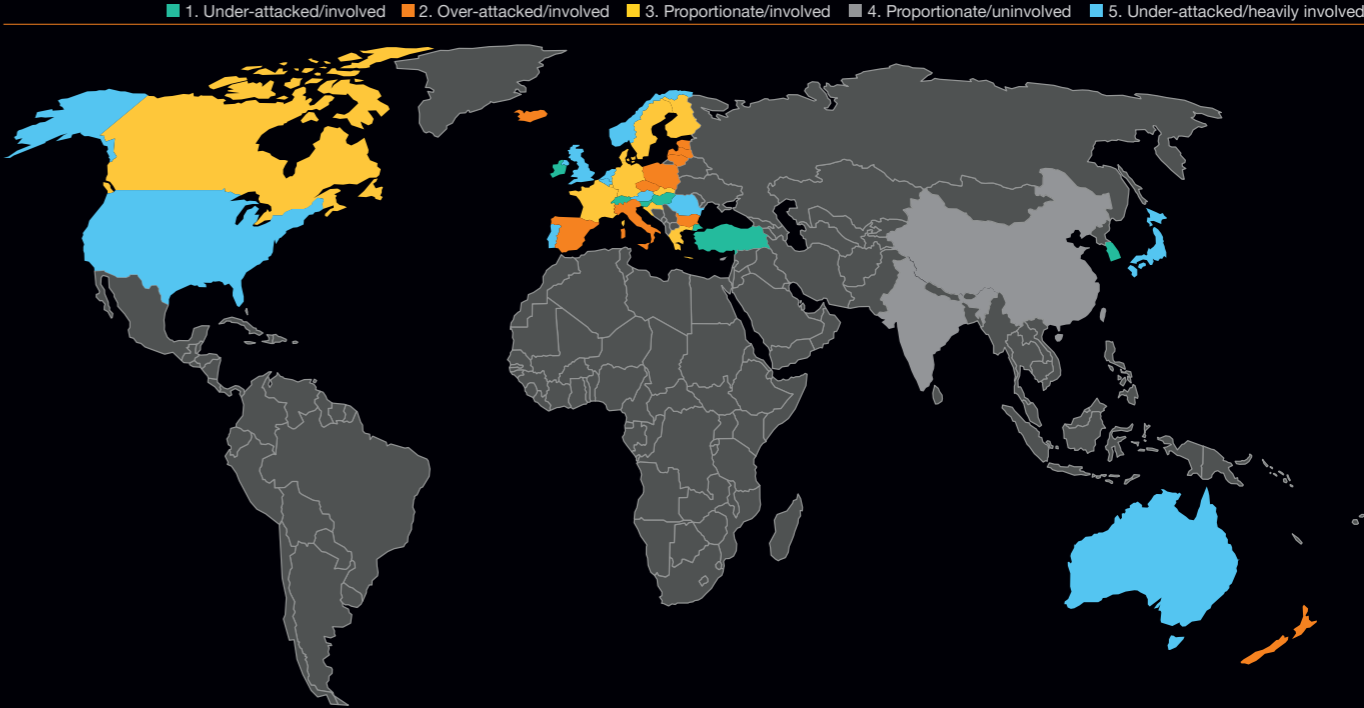 1. Under-attacked/involved 2. Over-attacked/involved 3. Proportionate/involved 4. Proportionate/uninvolved 5. Under-attacked/heavily involved